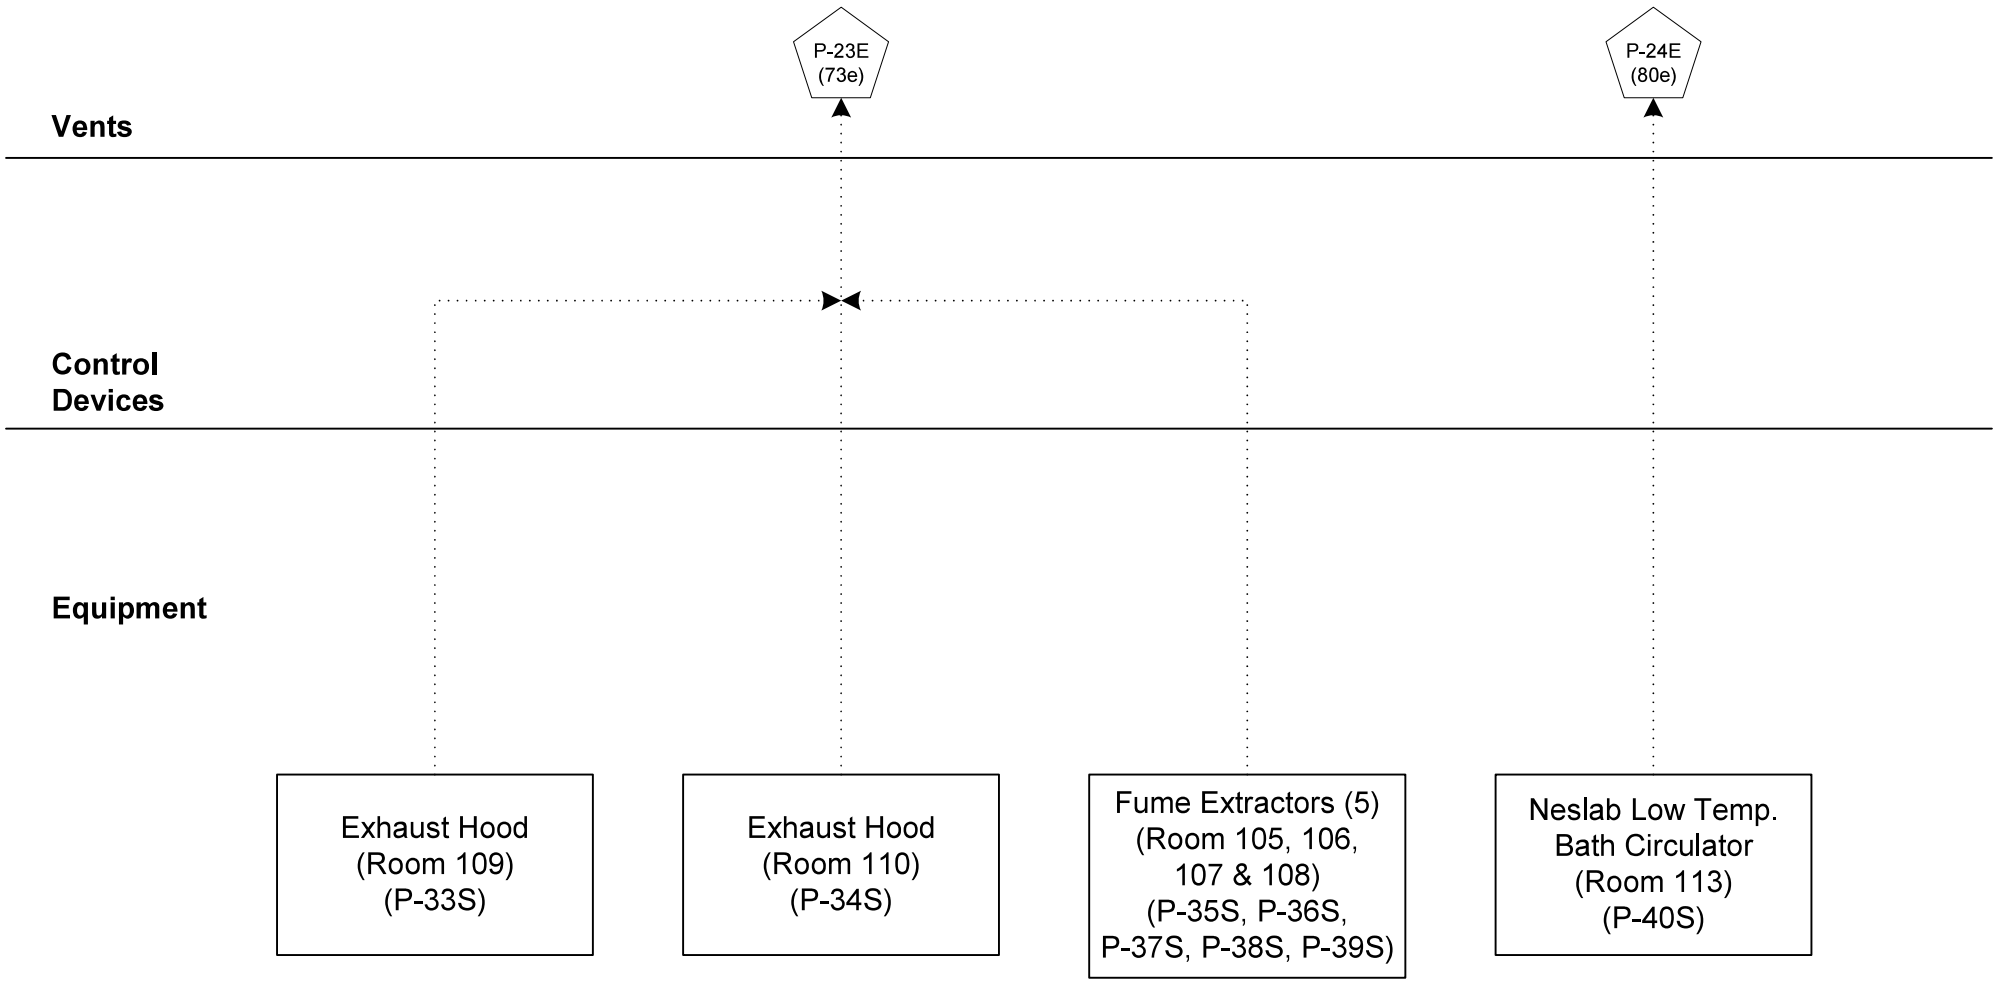 P-23E
(73e)
P-24E
(80e)
Vents
Control
Devices
Equipment
Exhaust Hood
(Room 109)
(P-33S)
Exhaust Hood
(Room 110)
(P-34S)
Fume Extractors (5)
(Room 105, 106,
107 & 108)
(P-35S, P-36S,
P-37S, P-38S, P-39S)
Neslab Low Temp.
Bath Circulator
(Room 113)
(P-40S)